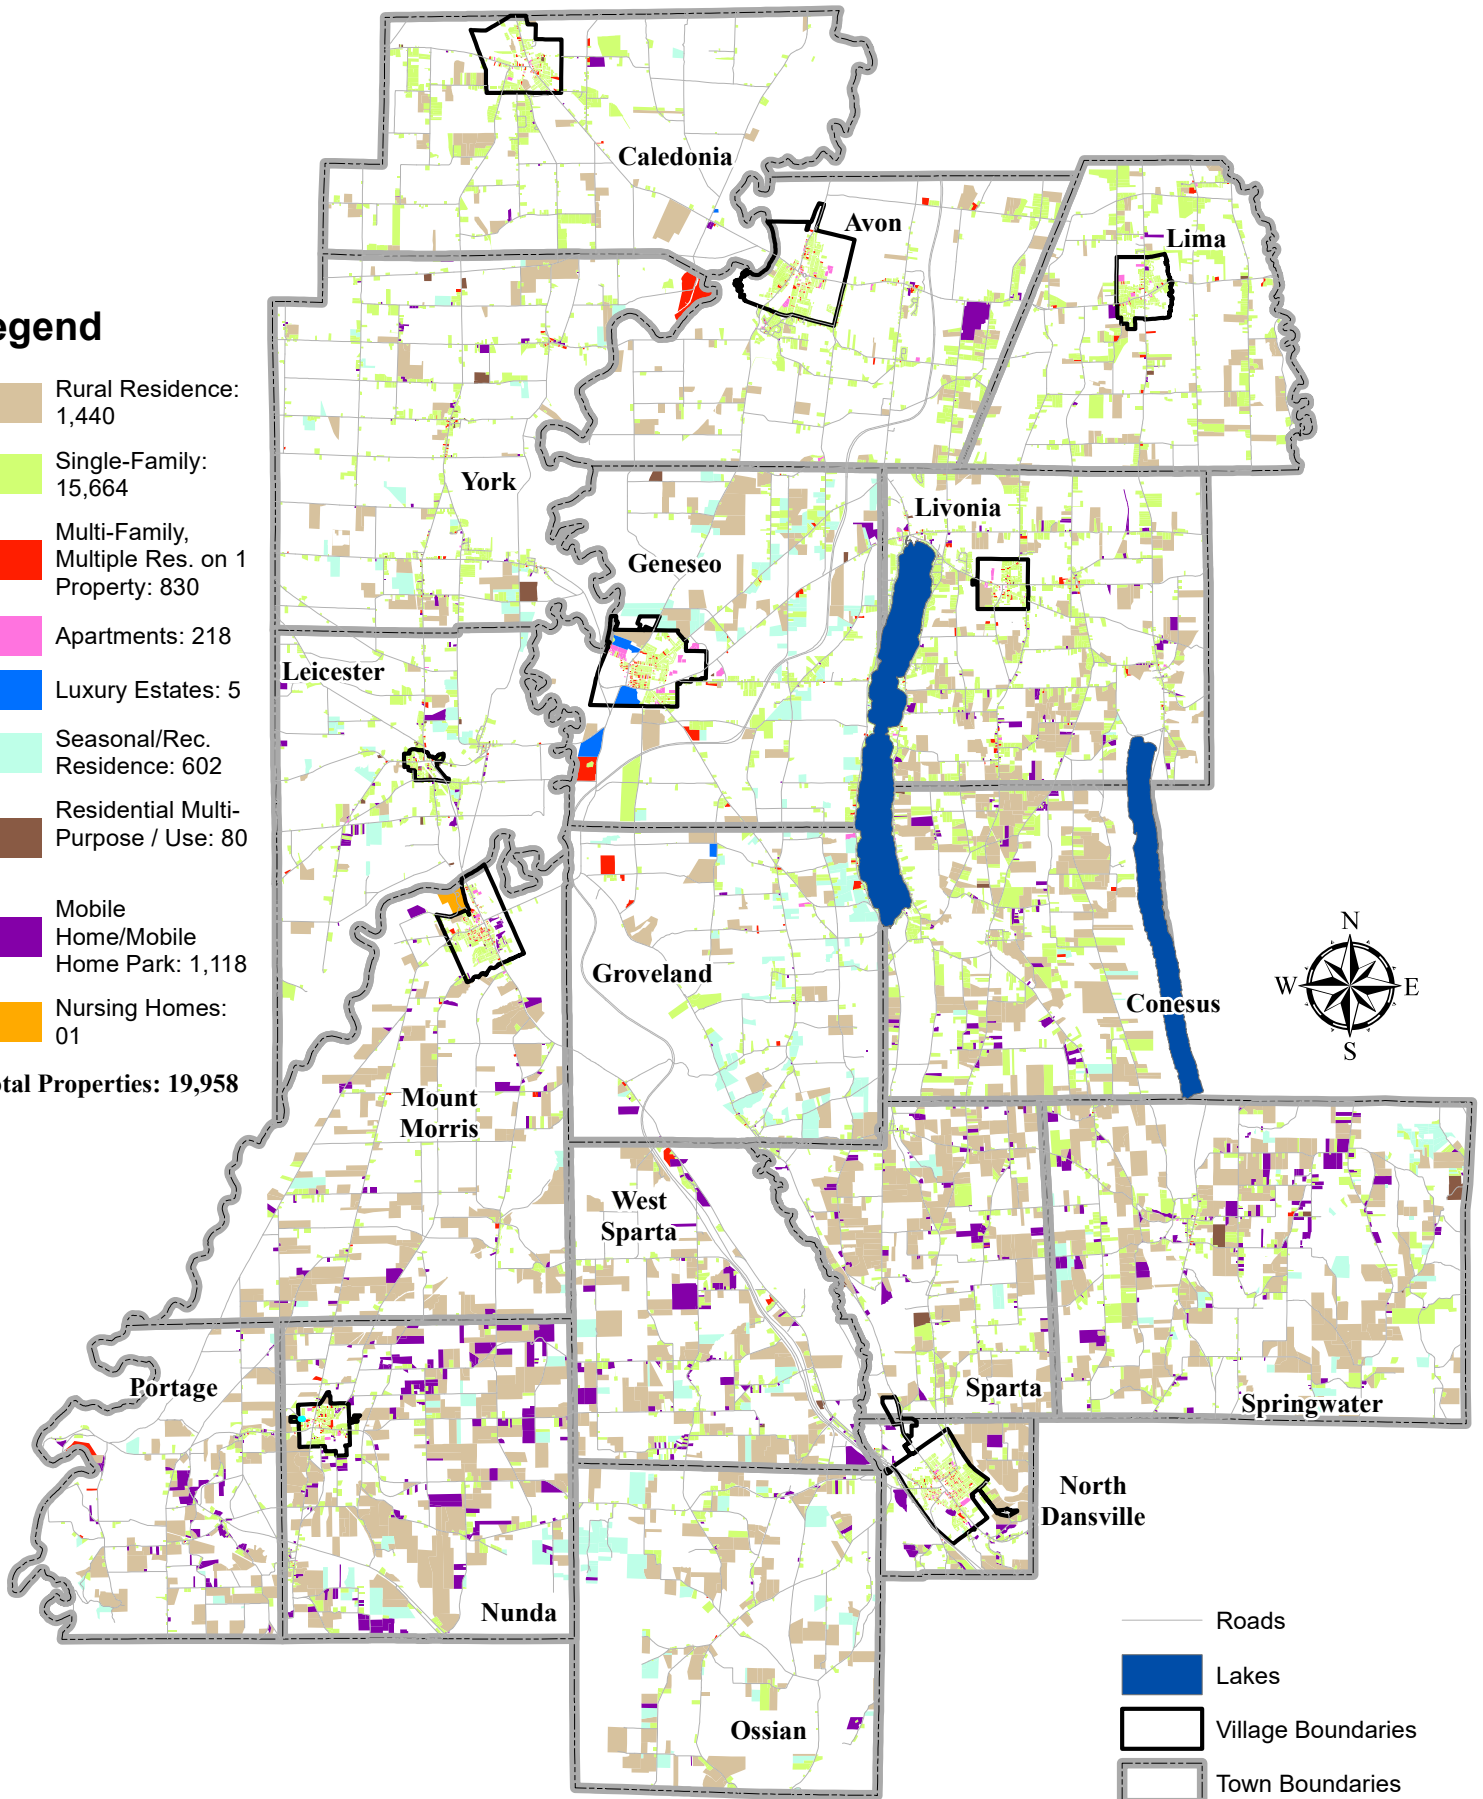 Caledonia
Avon
Lima
egend
Rural Residence:
1,440
Single-Family:
15,664
Multi-Family,
Multiple Res. on 1
Property: 830
Apartments: 218
Luxury Estates: 5
Seasonal/Rec.
Residence: 602
Residential Multi-
Purpose / Use: 80
Mobile
Home/Mobile
Home Park: 1,118
Nursing Homes:
01
otal Properties: 19,958
York
Livonia
Geneseo
Leicester
Groveland
Conesus
N
W
E
S
Mount
Morris
West
Sparta
Portage
Sparta
Springwater
North
Dansville
Nunda
Ossian
Roads
Lakes
Village Boundaries
Town Boundaries